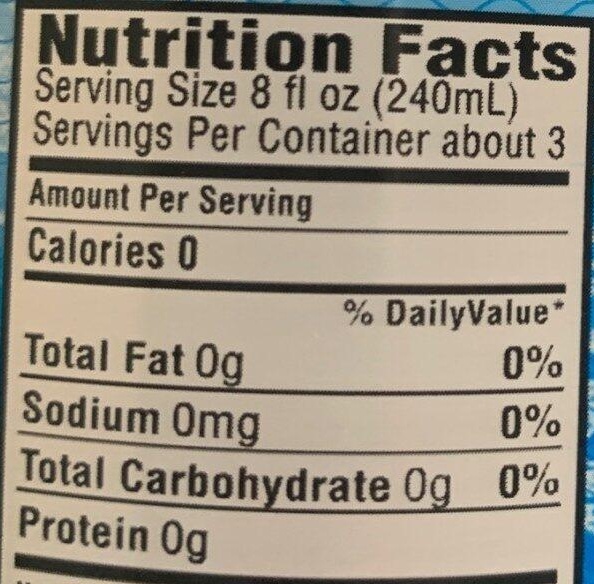 Nutrition Facts
Serving Size 8 fl oz (240mL)
Servings Per Container about 3
Amount Per Serving
Calories 0
% DailyValue*
Total Fat 0g 0%
Sodium 0mg 0%
Total Carbohydrate 0g 0%
Protein 0g